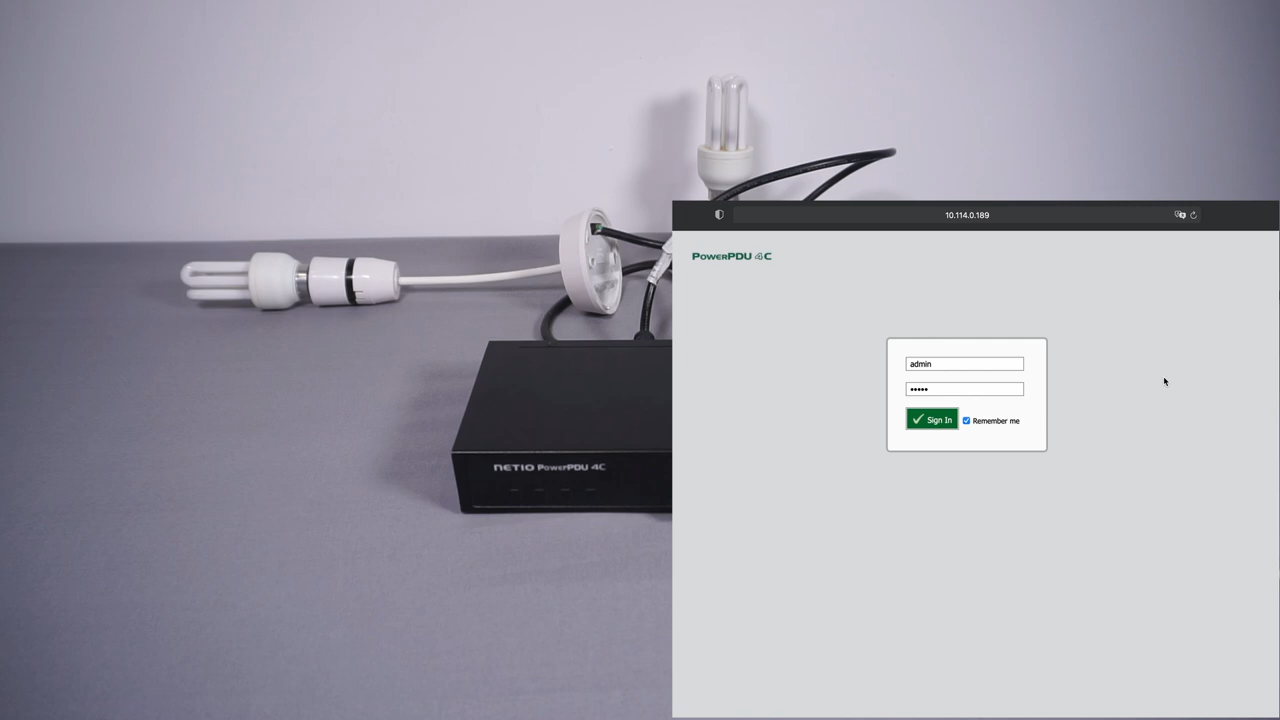 10.114.0.189
PowerPDU 4C
admin
•••••
Sign In
Remember me
NETIO PowerPDU 4C